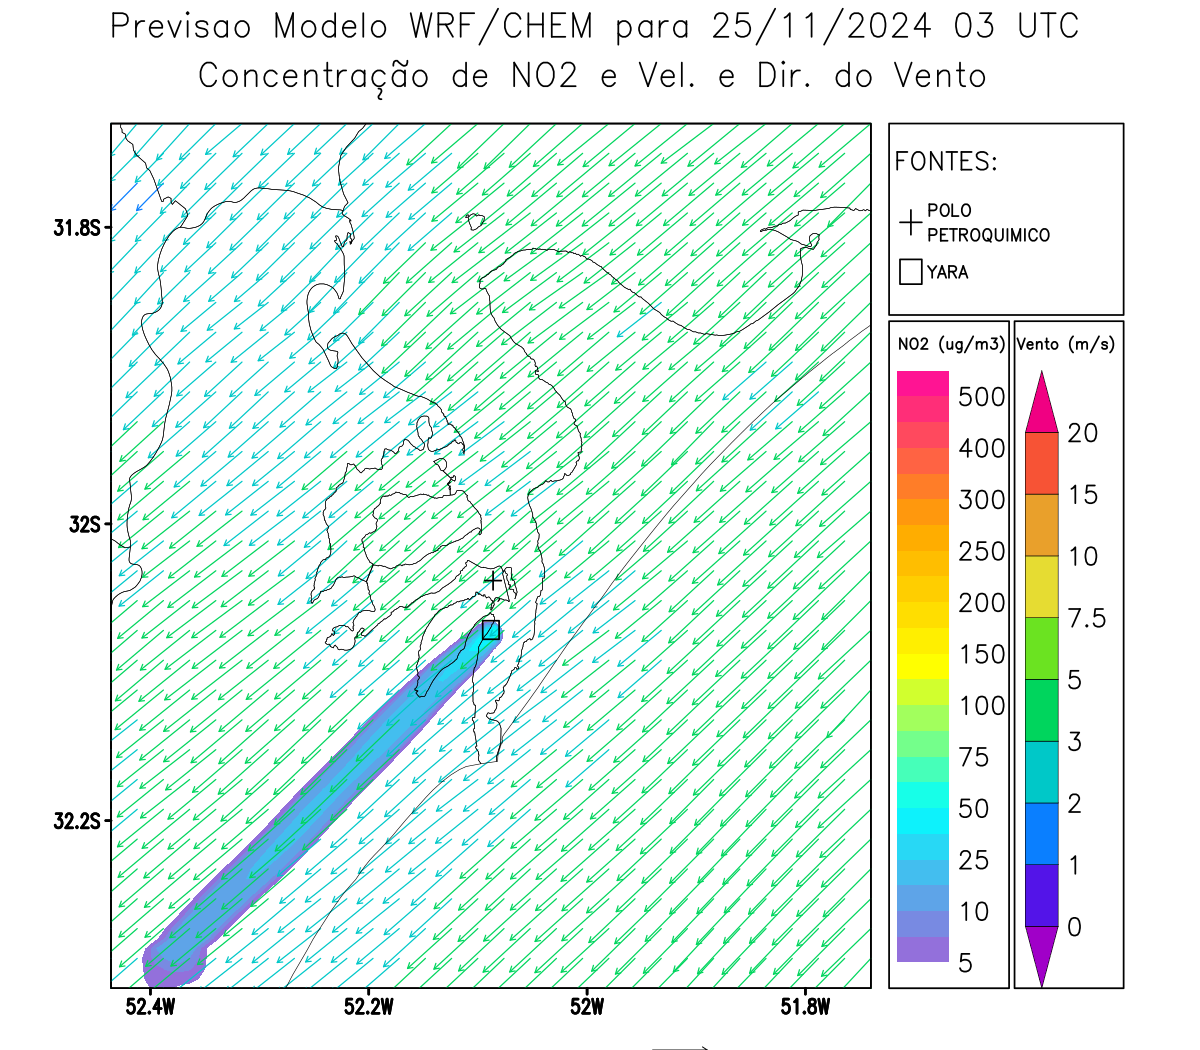 Previsao Modelo WRF/CHEM para 25/11/2024 03 UTC
Concentração de NO2 e Vel. e Dir. do Vento
FONTES:
POLO
PETROQUIMICO
YARA
NO2 (ug/m3)
500
400
300
250
200
150
100
75
50
25
10
5
Vento (m/s)
20
15
10
7.5
5
3
2
1
0
31.8S
32S
32.2S
52.4W
52.2W
52W
51.8W